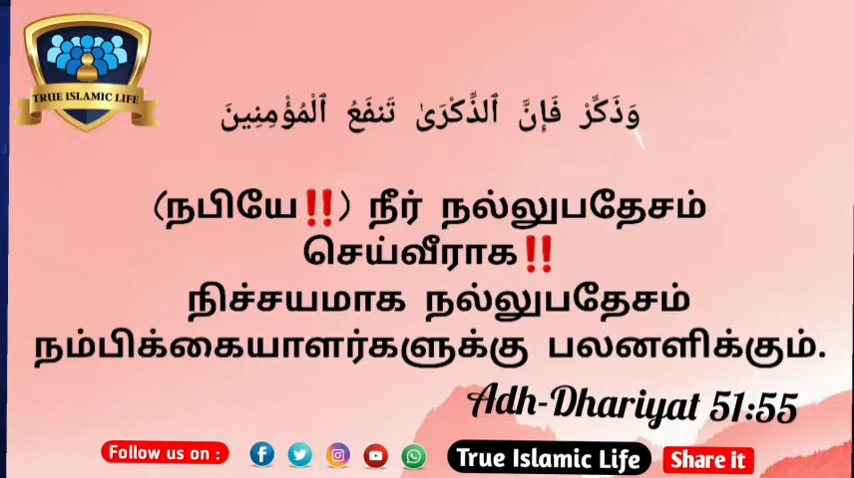 TRUE ISLAMIC LIFE
وَذَكِّرْ فَإِنَّ ٱلذِّكْرَىٰ تَنفَعُ ٱلْمُؤْمِنِينَ
(நபியே‼️) நீர் நல்லுபதேசம்
செய்வீராக‼️
நிச்சயமாக நல்லுபதேசம்
நம்பிக்கையாளர்களுக்கு பலனளிக்கும்.
Adh-Dhariyat 51:55
Follow us on : True Islamic Life Share it